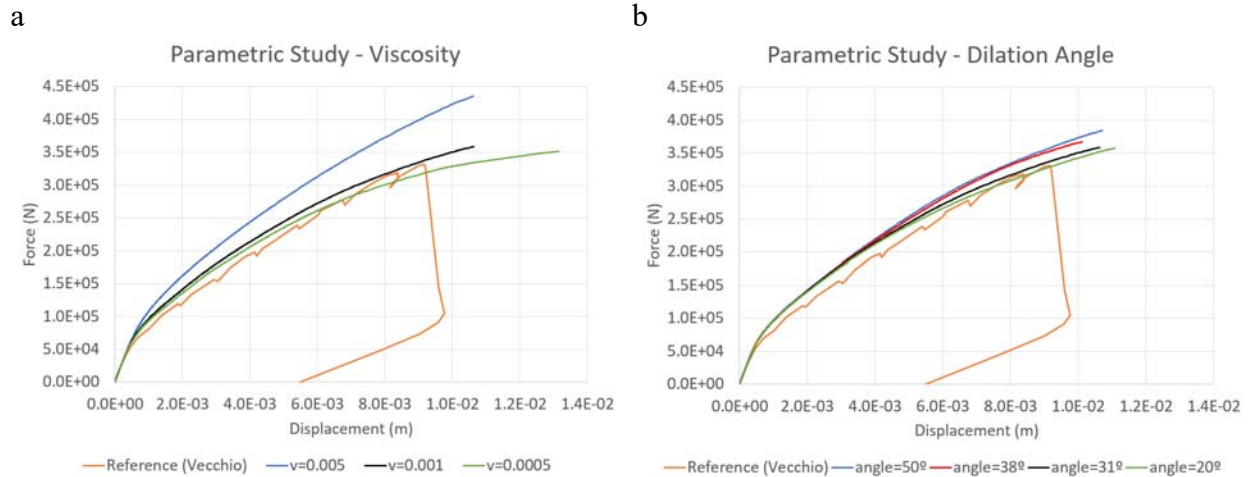 a
Parametric Study - Viscosity
4.5E+05
4.0E+05
3.5E+05
3.0E+05
2.5E+05
2.0E+05
1.5E+05
1.0E+05
5.0E+04
0.0E+00
Force (N)
0.0E+00 2.0E-03 4.0E-03 6.0E-03 8.0E-03 1.0E-02 1.2E-02 1.4E-02
Displacement (m)
Reference (Vecchio) v=0.005 v=0.001 v=0.0005
b
Parametric Study - Dilation Angle
4.5E+05
4.0E+05
3.5E+05
3.0E+05
2.5E+05
2.0E+05
1.5E+05
1.0E+05
5.0E+04
0.0E+00
Force (N)
0.0E+00 2.0E-03 4.0E-03 6.0E-03 8.0E-03 1.0E-02 1.2E-02 1.4E-02
Displacement (m)
Reference (Vecchio) angle=50º angle=38º angle=31º angle=20º